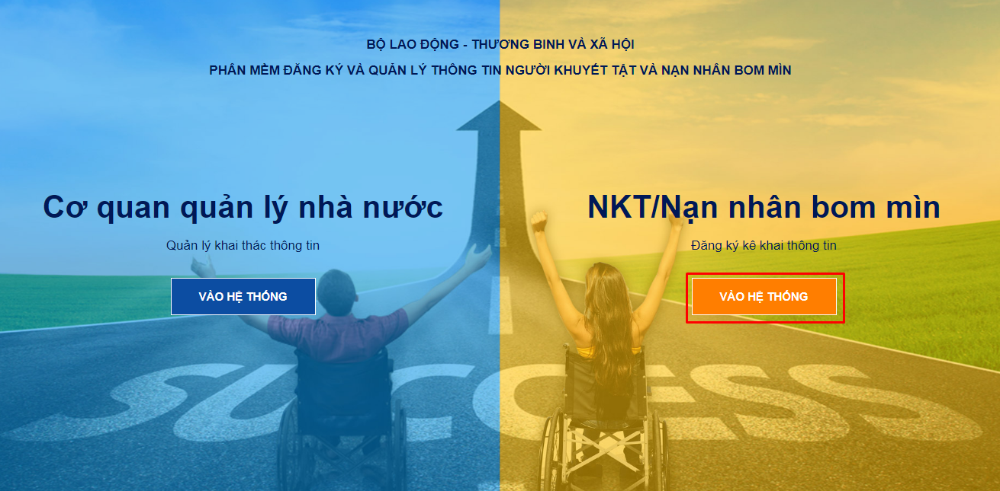 BỘ LAO ĐỘNG - THƯƠNG BINH VÀ XÃ HỘI
PHẦN MỀM ĐĂNG KÝ VÀ QUẢN LÝ THÔNG TIN NGƯỜI KHUYẾT TẬT VÀ NẠN NHÂN BOM MÌN
Cơ quan quản lý nhà nước
Quản lý khai thác thông tin
VÀO HỆ THỐNG
NKT/Nạn nhân bom mìn
Đăng ký kê khai thông tin
VÀO HỆ THỐNG
SUCCESS